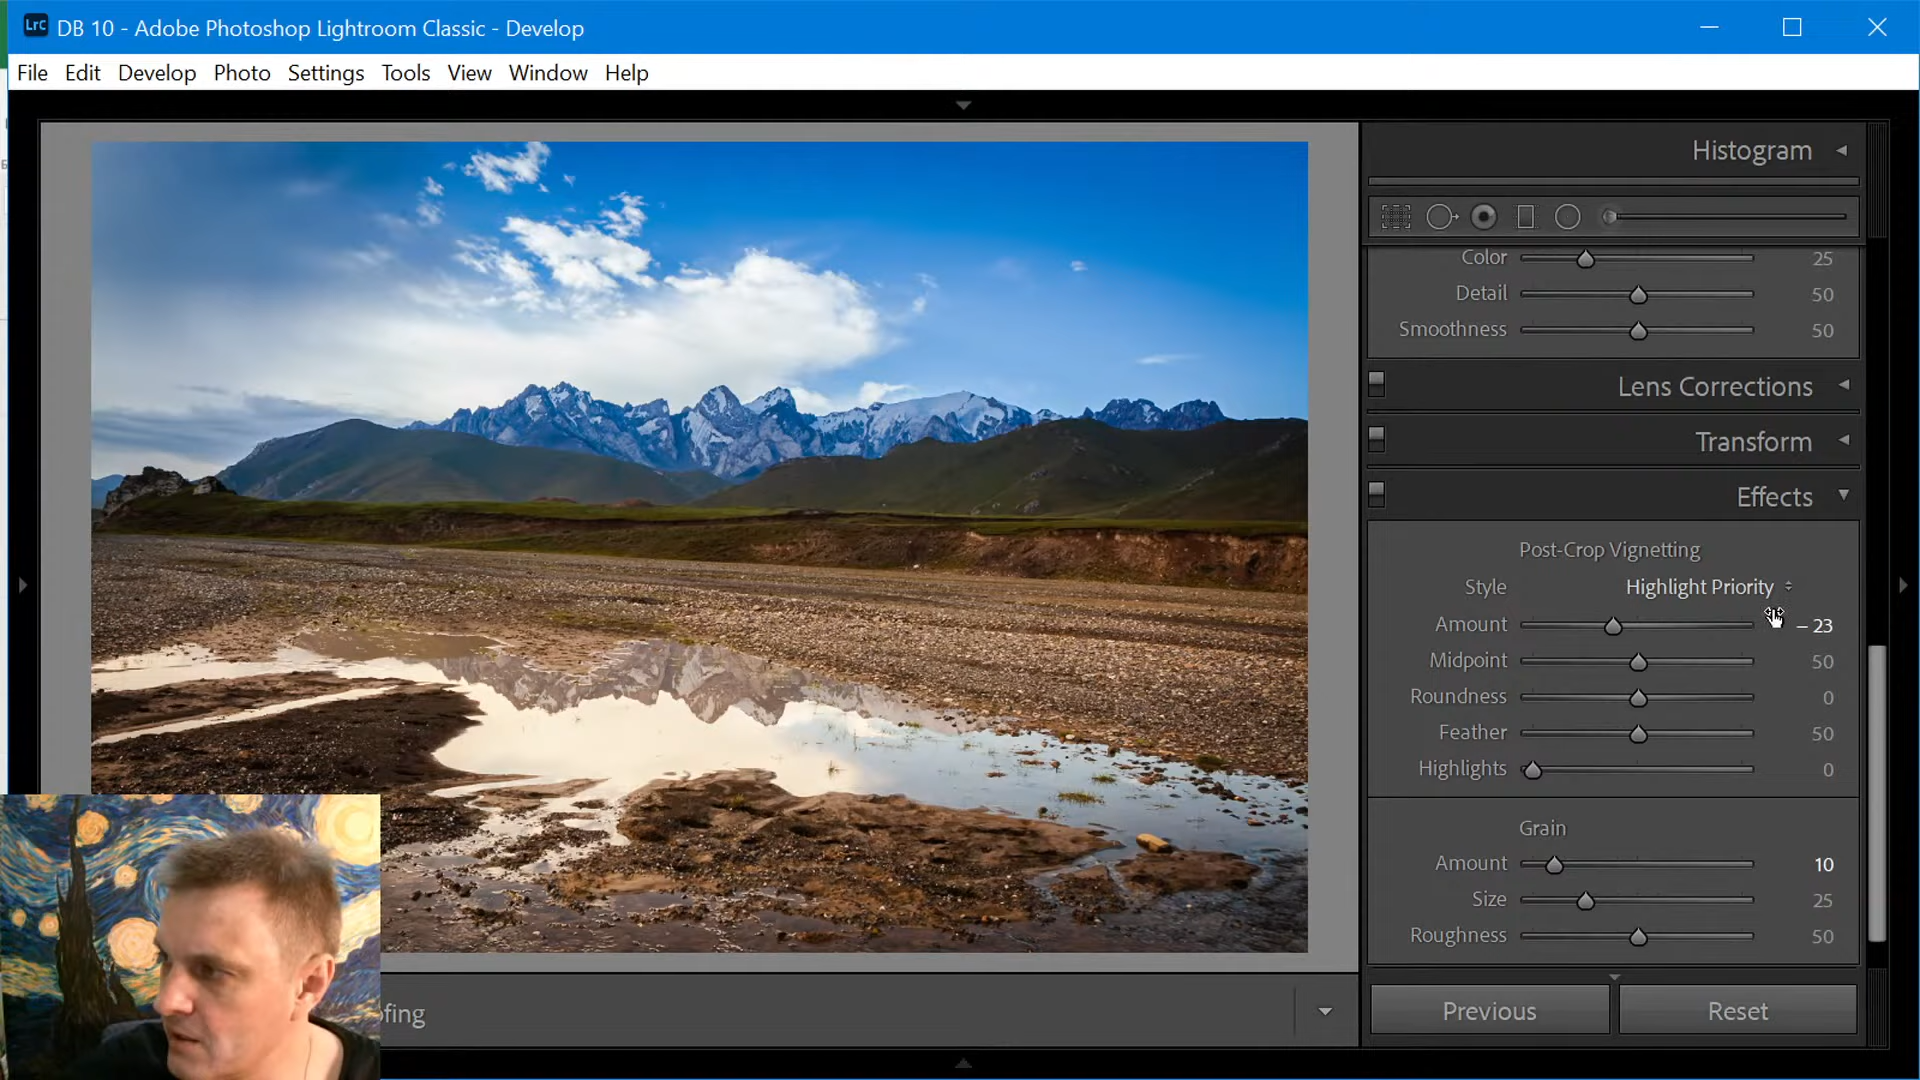 Lrc DB 10 - Adobe Photoshop Lightroom Classic - Develop
File Edit Develop Photo Settings Tools View Window Help
Histogram
Color 25
Detail 50
Smoothness 50
Lens Corrections
Transform
Effects
Post-Crop Vignetting
Style Highlight Priority
Amount – 23
Midpoint 50
Roundness 0
Feather 50
Highlights 0
Grain
Amount 10
Size 25
Roughness 50
ofing
Previous Reset